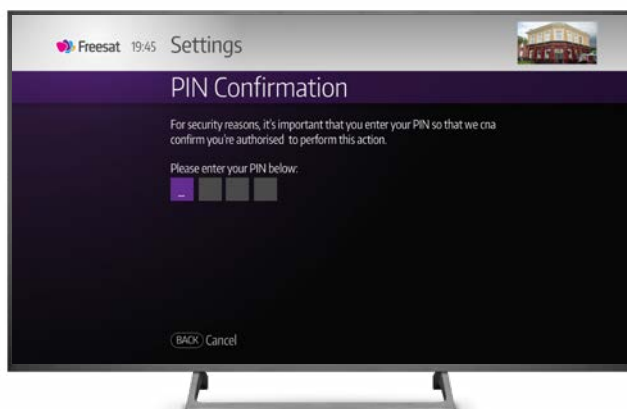 Freesat 19:45 Settings
PIN Confirmation
For security reasons, it's important that you enter your PIN so that we cna
confirm you're authorised to perform this action.
Please enter your PIN below:
_
BACK Cancel